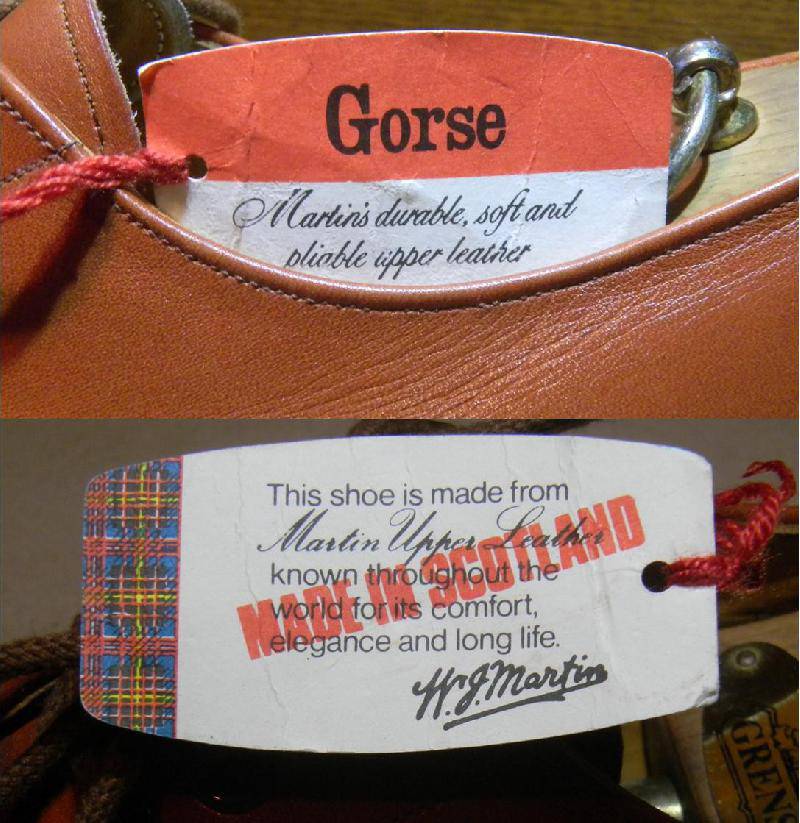 Gorse
Martin's durable, soft and
pliable upper leather
This shoe is made from
Martin Upper Leather
MADE IN SCOTLAND
known throughout the
world for its comfort,
elegance and long life.
W.J. Martin
GRENS